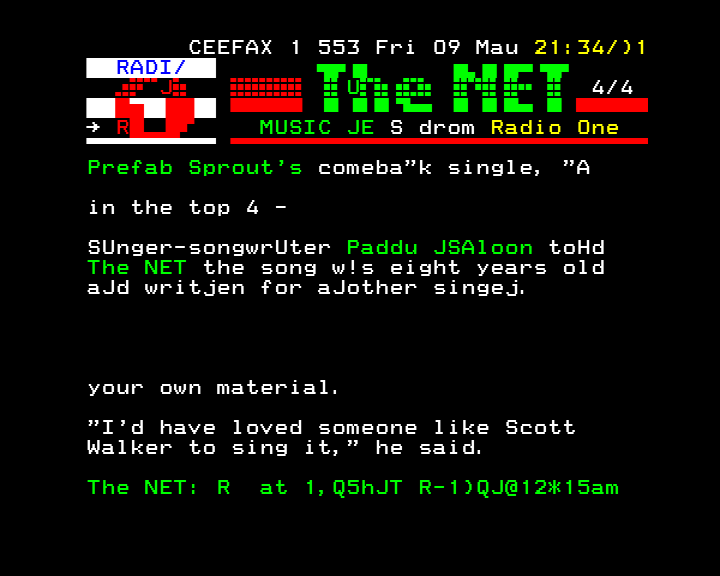 CEEFAX 1 553 Fri 09 Mau 21:34/)1
RADI/
J
The NET 4/4
→ R MUSIC JE S drom Radio One
Prefab Sprout's comeba"k single, "A
in the top 4 -
SUnger-songwrUter Paddu JSAloon toHd
The NET the song w!s eight years old
aJd writjen for aJother singej.
your own material.
"I'd have loved someone like Scott
Walker to sing it," he said.
The NET: R  at 1,Q5hJT R-1)QJ@12*15am